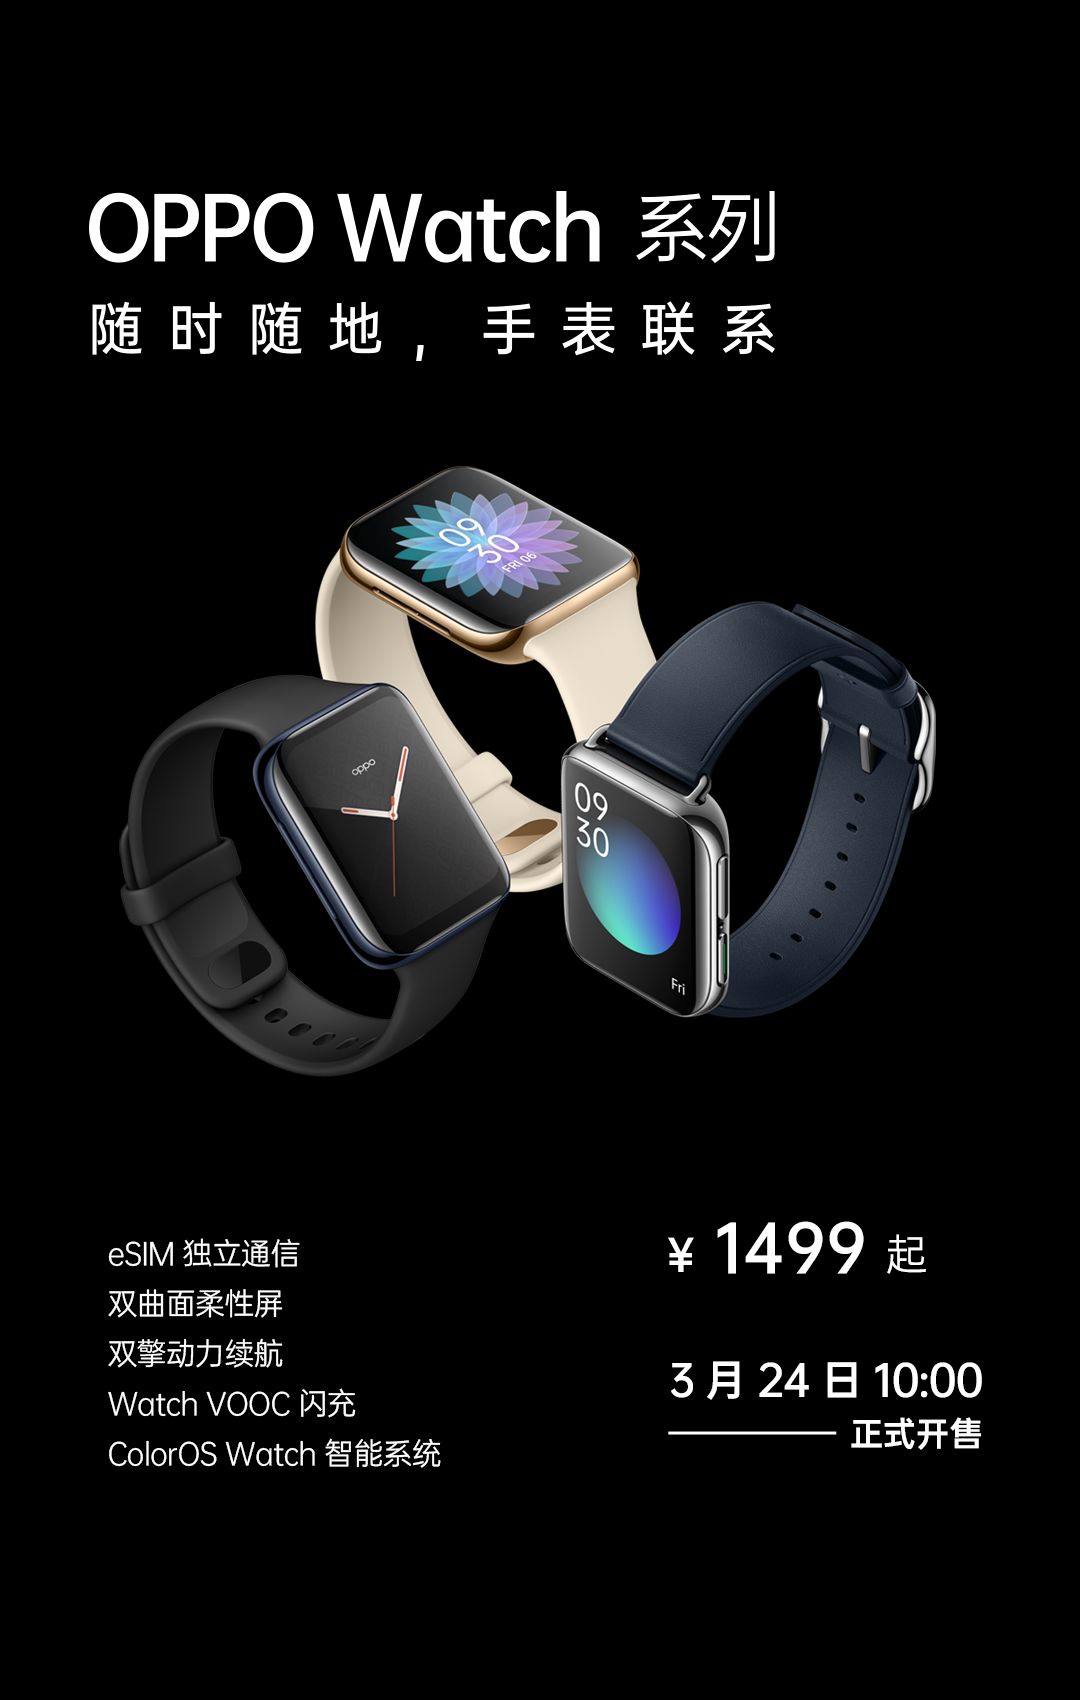 OPPO Watch 系列
随时随地，手表联系
09
30
FRI 06
oppo
09
30
Fri
eSIM 独立通信
双曲面柔性屏
双擎动力续航
Watch VOOC 闪充
ColorOS Watch 智能系统
¥ 1499 起
3 月 24 日 10:00
正式开售